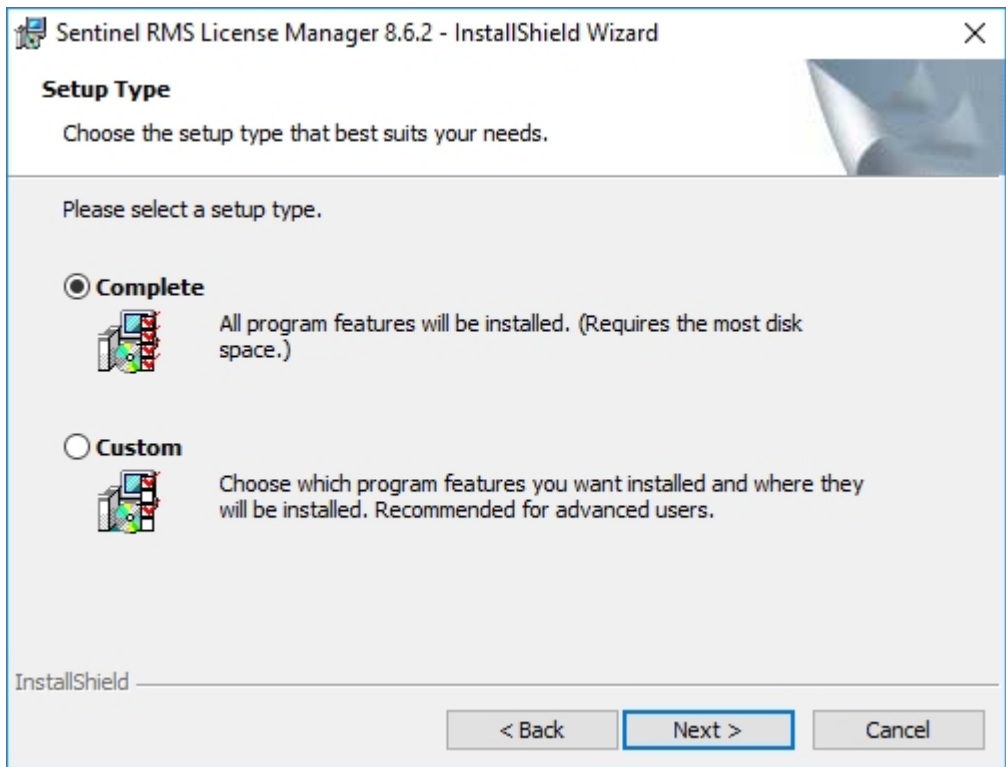 Sentinel RMS License Manager 8.6.2 - InstallShield Wizard
Setup Type
Choose the setup type that best suits your needs.
Please select a setup type.
Complete
All program features will be installed. (Requires the most disk
space.)
Custom
Choose which program features you want installed and where they
will be installed. Recommended for advanced users.
InstallShield
< Back
Next >
Cancel